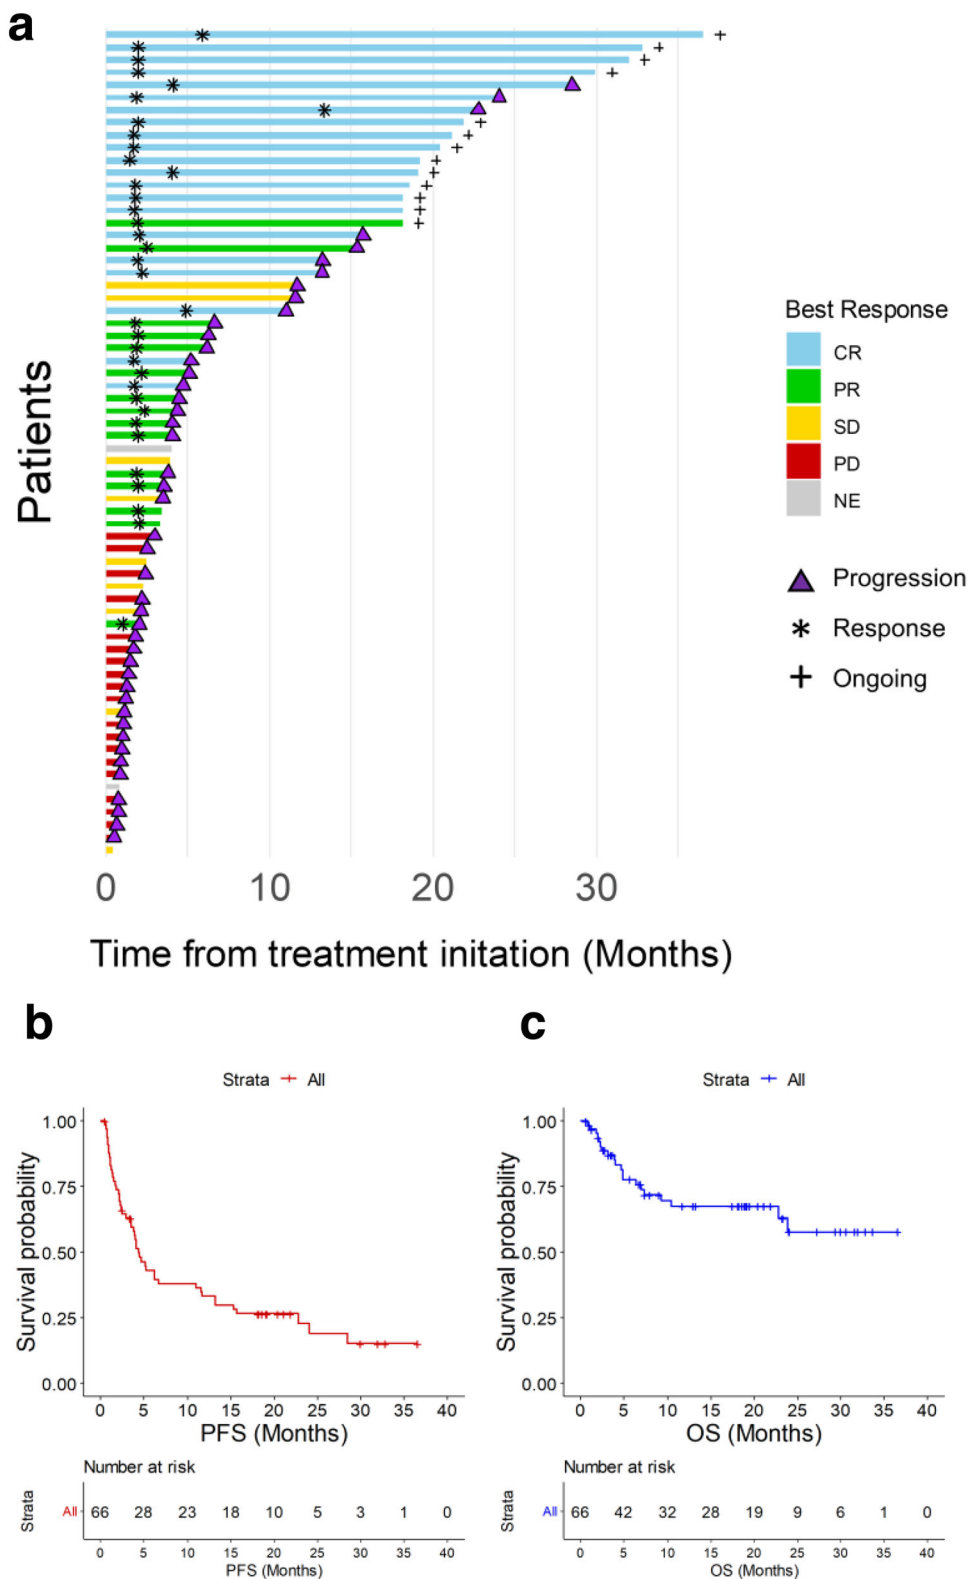 a
Patients
Best Response
CR
PR
SD
PD
NE
Progression
Response
Ongoing
0 10 20 30
Time from treatment initation (Months)
b
Strata All
Survival probability
1.00
0.75
0.50
0.25
0.00
0 5 10 15 20 25 30 35 40
PFS (Months)
Number at risk
Strata
All 66 28 23 18 10 5 3 1 0
0 5 10 15 20 25 30 35 40
PFS (Months)
c
Strata All
Survival probability
1.00
0.75
0.50
0.25
0.00
0 5 10 15 20 25 30 35 40
OS (Months)
Number at risk
Strata
All 66 42 32 28 19 9 6 1 0
0 5 10 15 20 25 30 35 40
OS (Months)